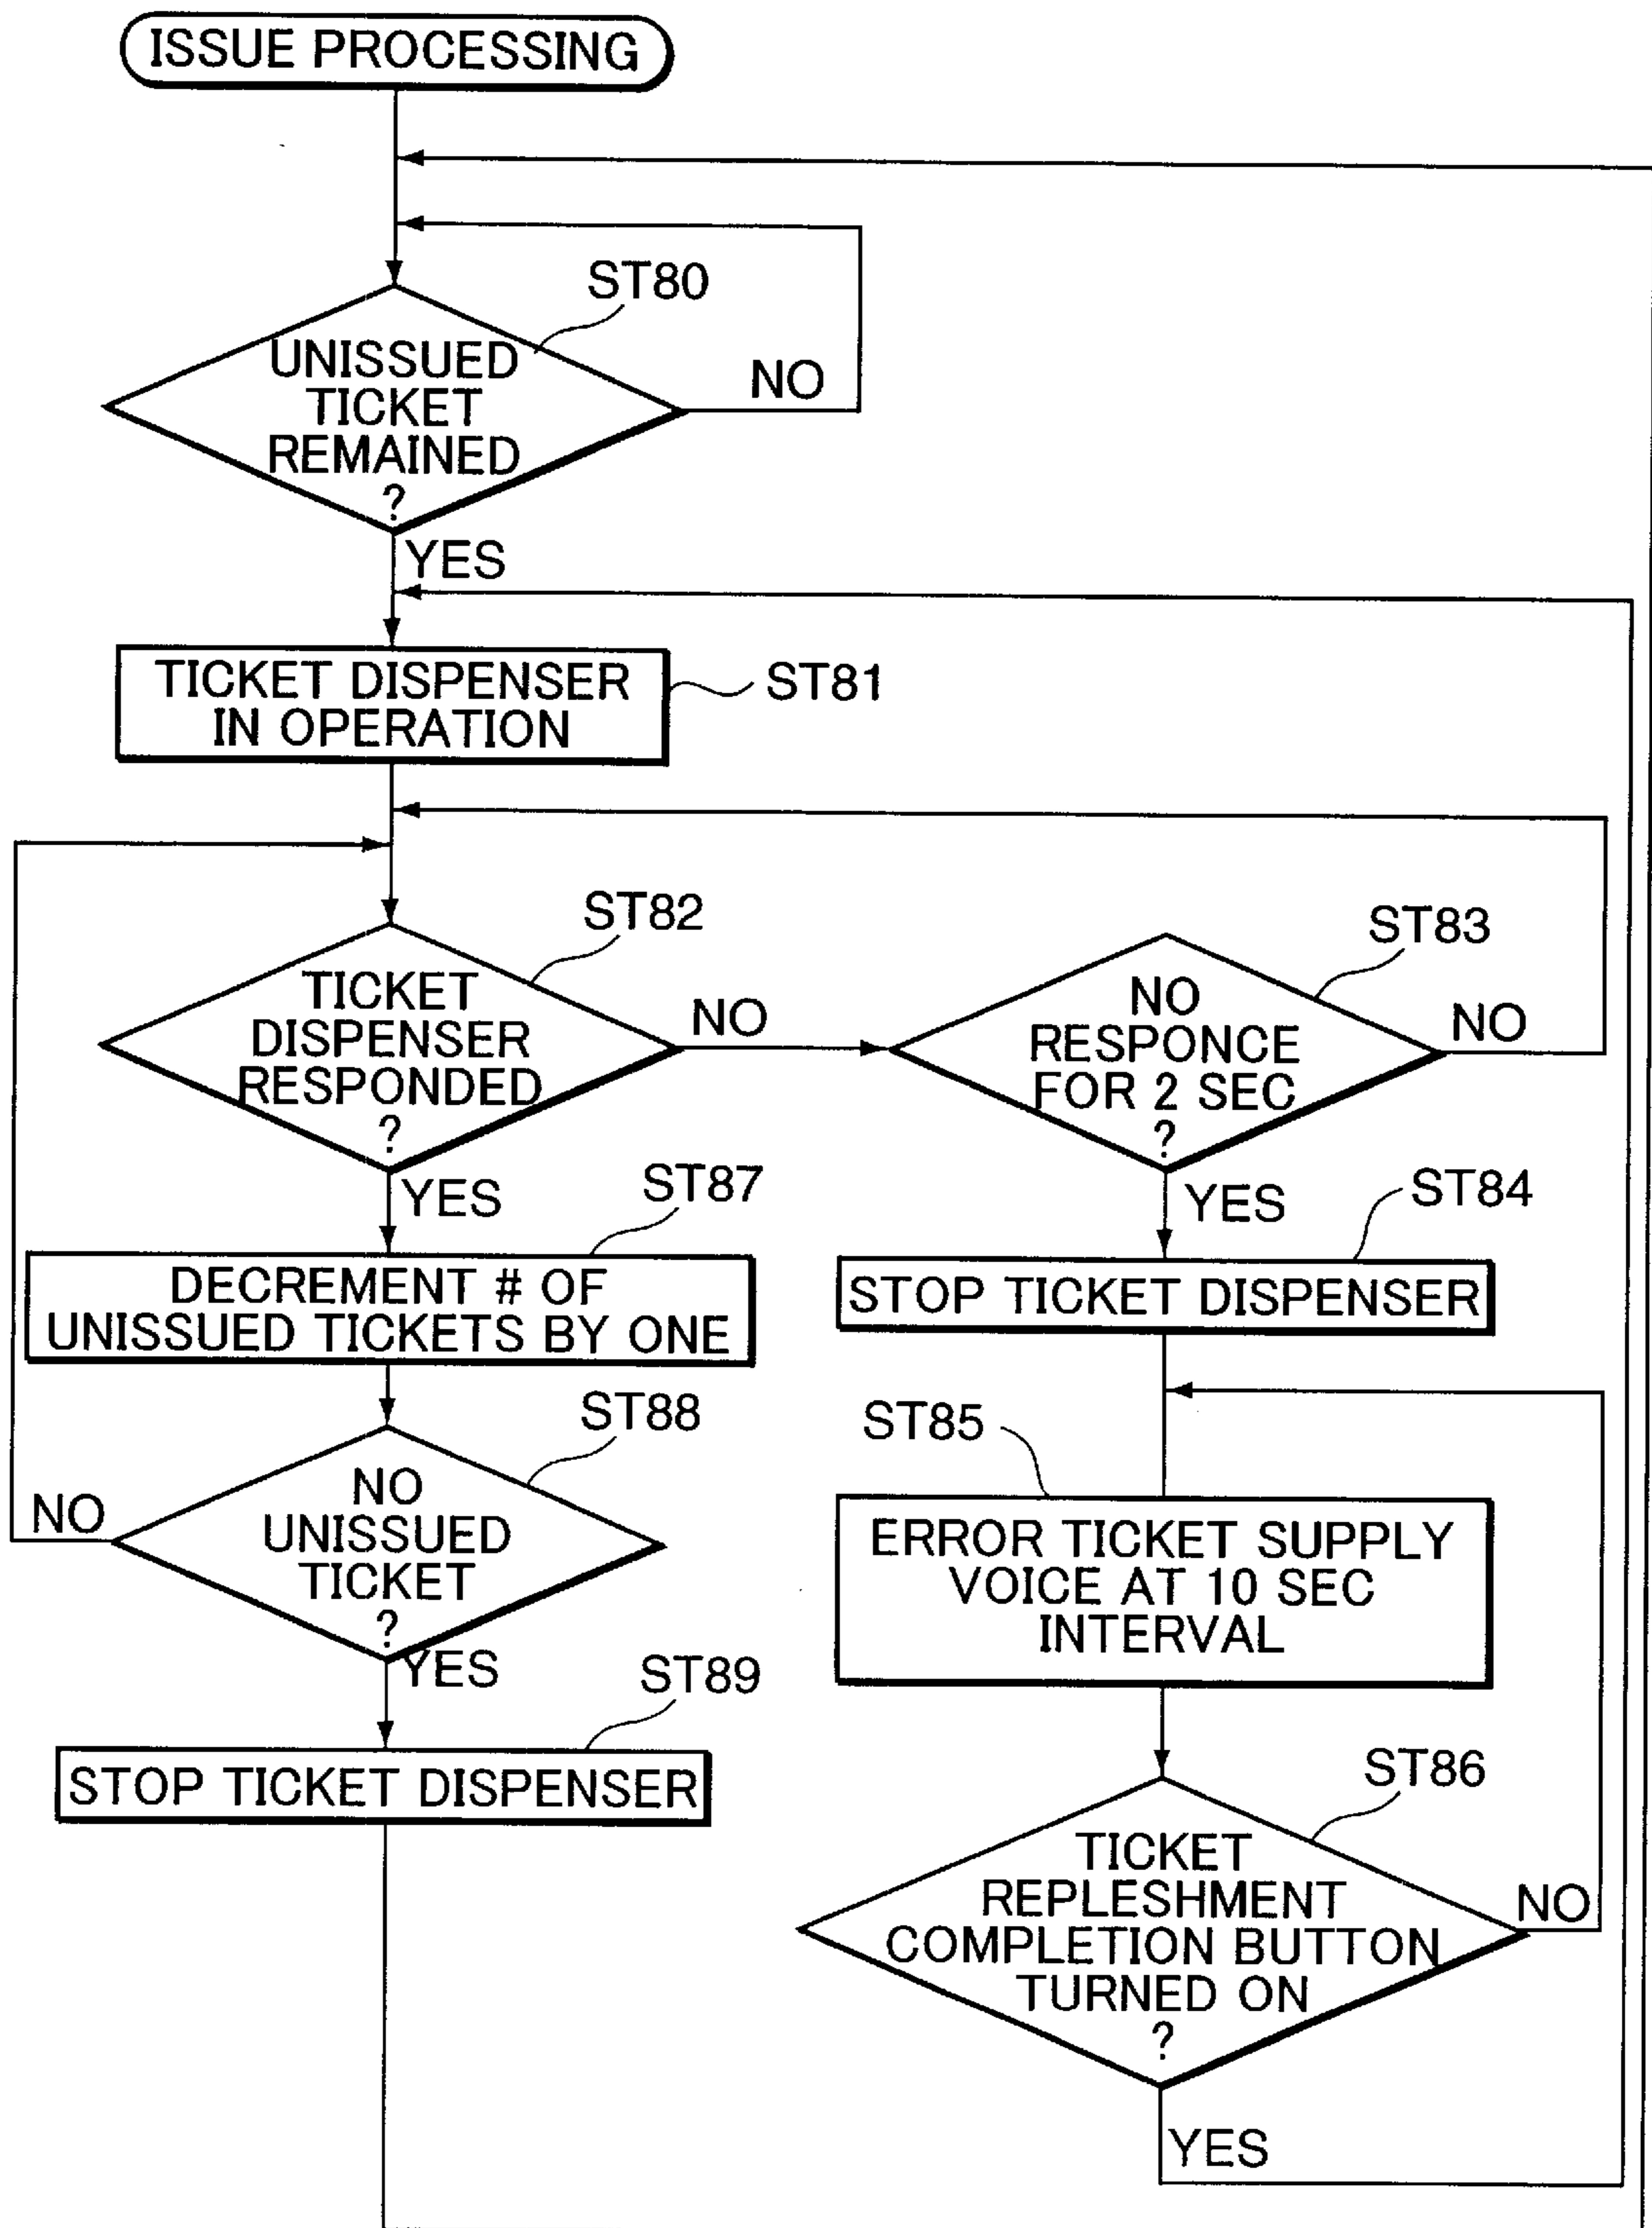 ISSUE PROCESSING
ST80
UNISSUED
TICKET
REMAINED
?
NO
YES
TICKET DISPENSER
IN OPERATION
ST81
ST82
TICKET
DISPENSER
RESPONDED
?
NO
YES
ST83
NO
RESPONCE
FOR 2 SEC
?
NO
YES
ST87
DECREMENT # OF
UNISSUED TICKETS BY ONE
ST84
STOP TICKET DISPENSER
ST88
NO
UNISSUED
TICKET
?
NO
YES
ST85
ERROR TICKET SUPPLY
VOICE AT 10 SEC
INTERVAL
ST89
STOP TICKET DISPENSER
ST86
TICKET
REPLESHMENT
COMPLETION BUTTON
TURNED ON
?
NO
YES